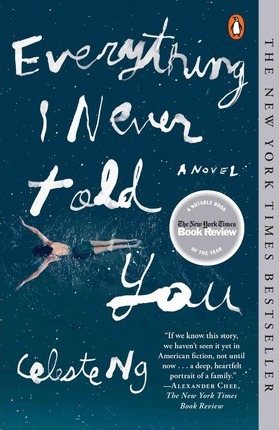 Everything
I Never
told
You
A NOVEL
A NOTABLE BOOK
The New York Times
Book Review
OF THE YEAR
Celeste Ng
"If we know this story,
we haven't seen it yet in
American fiction, not until
now . . . a deep, heartfelt
portrait of a family."
—ALEXANDER CHEE,
The New York Times
Book Review
THE NEW YORK TIMES BESTSELLER